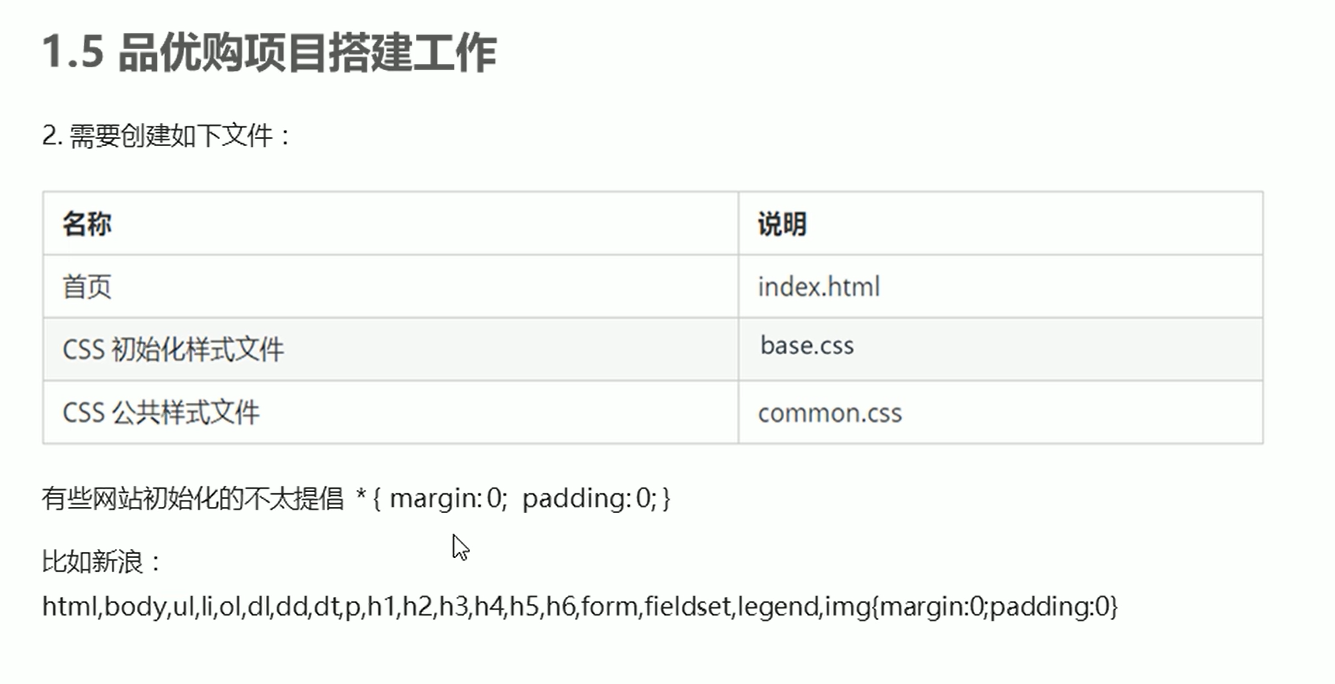 1.5 品优购项目搭建工作
2. 需要创建如下文件：
名称 说明
首页 index.html
CSS 初始化样式文件 base.css
CSS 公共样式文件 common.css
有些网站初始化的不太提倡 * { margin: 0; padding: 0; }
比如新浪：
html,body,ul,li,ol,dl,dd,dt,p,h1,h2,h3,h4,h5,h6,form,fieldset,legend,img{margin:0;padding:0}